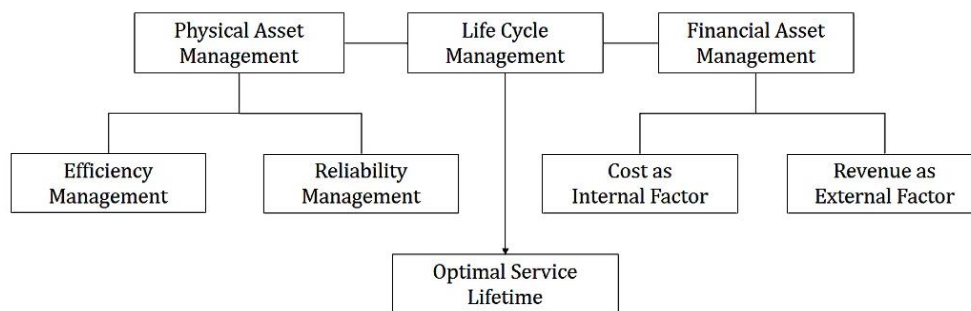 Physical Asset
Management
Life Cycle
Management
Financial Asset
Management
Efficiency
Management
Reliability
Management
Cost as
Internal Factor
Revenue as
External Factor
Optimal Service
Lifetime